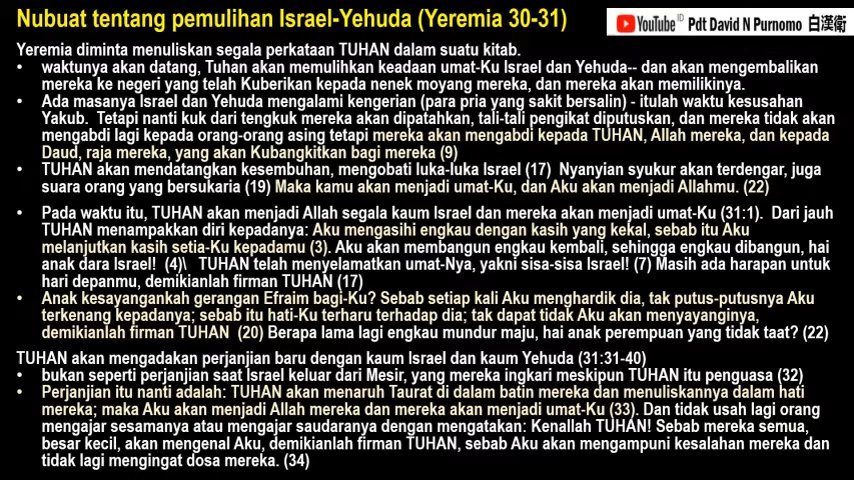 Nubuat tentang pemulihan Israel-Yehuda (Yeremia 30-31)
YouTube ID Pdt David N Purnomo 白漢衛
Yeremia diminta menuliskan segala perkataan TUHAN dalam suatu kitab.
• waktunya akan datang, Tuhan akan memulihkan keadaan umat-Ku Israel dan Yehuda-- dan akan mengembalikan
mereka ke negeri yang telah Kuberikan kepada nenek moyang mereka, dan mereka akan memilikinya.
• Ada masanya Israel dan Yehuda mengalami kengerian (para pria yang sakit bersalin) - itulah waktu kesusahan
Yakub. Tetapi nanti kuk dari tengkuk mereka akan dipatahkan, tali-tali pengikat diputuskan, dan mereka tidak akan
mengabdi lagi kepada orang-orang asing tetapi mereka akan mengabdi kepada TUHAN, Allah mereka, dan kepada
Daud, raja mereka, yang akan Kubangkitkan bagi mereka (9)
• TUHAN akan mendatangkan kesembuhan, mengobati luka-luka Israel (17) Nyanyian syukur akan terdengar, juga
suara orang yang bersukaria (19) Maka kamu akan menjadi umat-Ku, dan Aku akan menjadi Allahmu. (22)
• Pada waktu itu, TUHAN akan menjadi Allah segala kaum Israel dan mereka akan menjadi umat-Ku (31:1). Dari jauh
TUHAN menampakkan diri kepadanya: Aku mengasihi engkau dengan kasih yang kekal, sebab itu Aku
melanjutkan kasih setia-Ku kepadamu (3). Aku akan membangun engkau kembali, sehingga engkau dibangun, hai
anak dara Israel! (4)\ TUHAN telah menyelamatkan umat-Nya, yakni sisa-sisa Israel! (7) Masih ada harapan untuk
hari depanmu, demikianlah firman TUHAN (17)
• Anak kesayangankah gerangan Efraim bagi-Ku? Sebab setiap kali Aku menghardik dia, tak putus-putusnya Aku
terkenang kepadanya; sebab itu hati-Ku terharu terhadap dia; tak dapat tidak Aku akan menyayanginya,
demikianlah firman TUHAN (20) Berapa lama lagi engkau mundur maju, hai anak perempuan yang tidak taat? (22)
TUHAN akan mengadakan perjanjian baru dengan kaum Israel dan kaum Yehuda (31:31-40)
• bukan seperti perjanjian saat Israel keluar dari Mesir, yang mereka ingkari meskipun TUHAN itu penguasa (32)
• Perjanjian itu nanti adalah: TUHAN akan menaruh Taurat di dalam batin mereka dan menuliskannya dalam hati
mereka; maka Aku akan menjadi Allah mereka dan mereka akan menjadi umat-Ku (33). Dan tidak usah lagi orang
mengajar sesamanya atau mengajar saudaranya dengan mengatakan: Kenallah TUHAN! Sebab mereka semua,
besar kecil, akan mengenal Aku, demikianlah firman TUHAN, sebab Aku akan mengampuni kesalahan mereka dan
tidak lagi mengingat dosa mereka. (34)